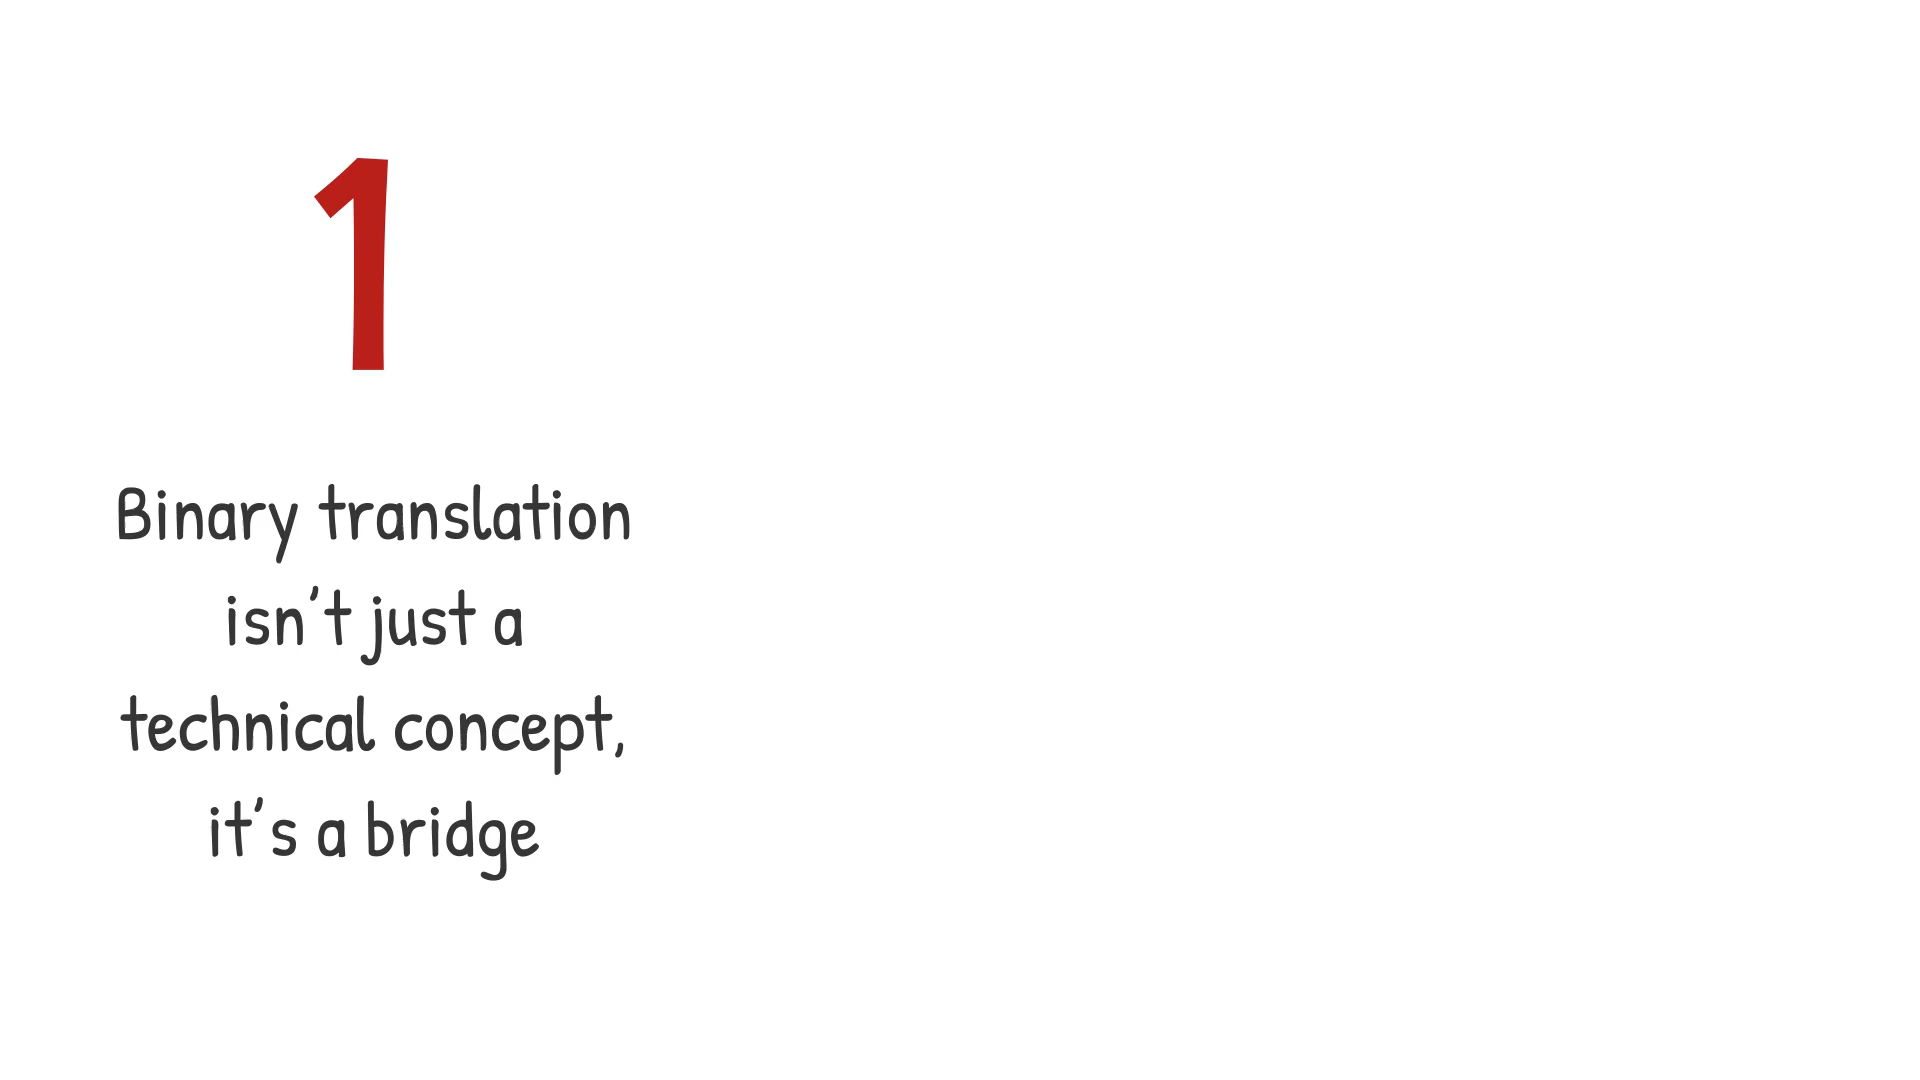 1
Binary translation
isn’t just a
technical concept,
it’s a bridge